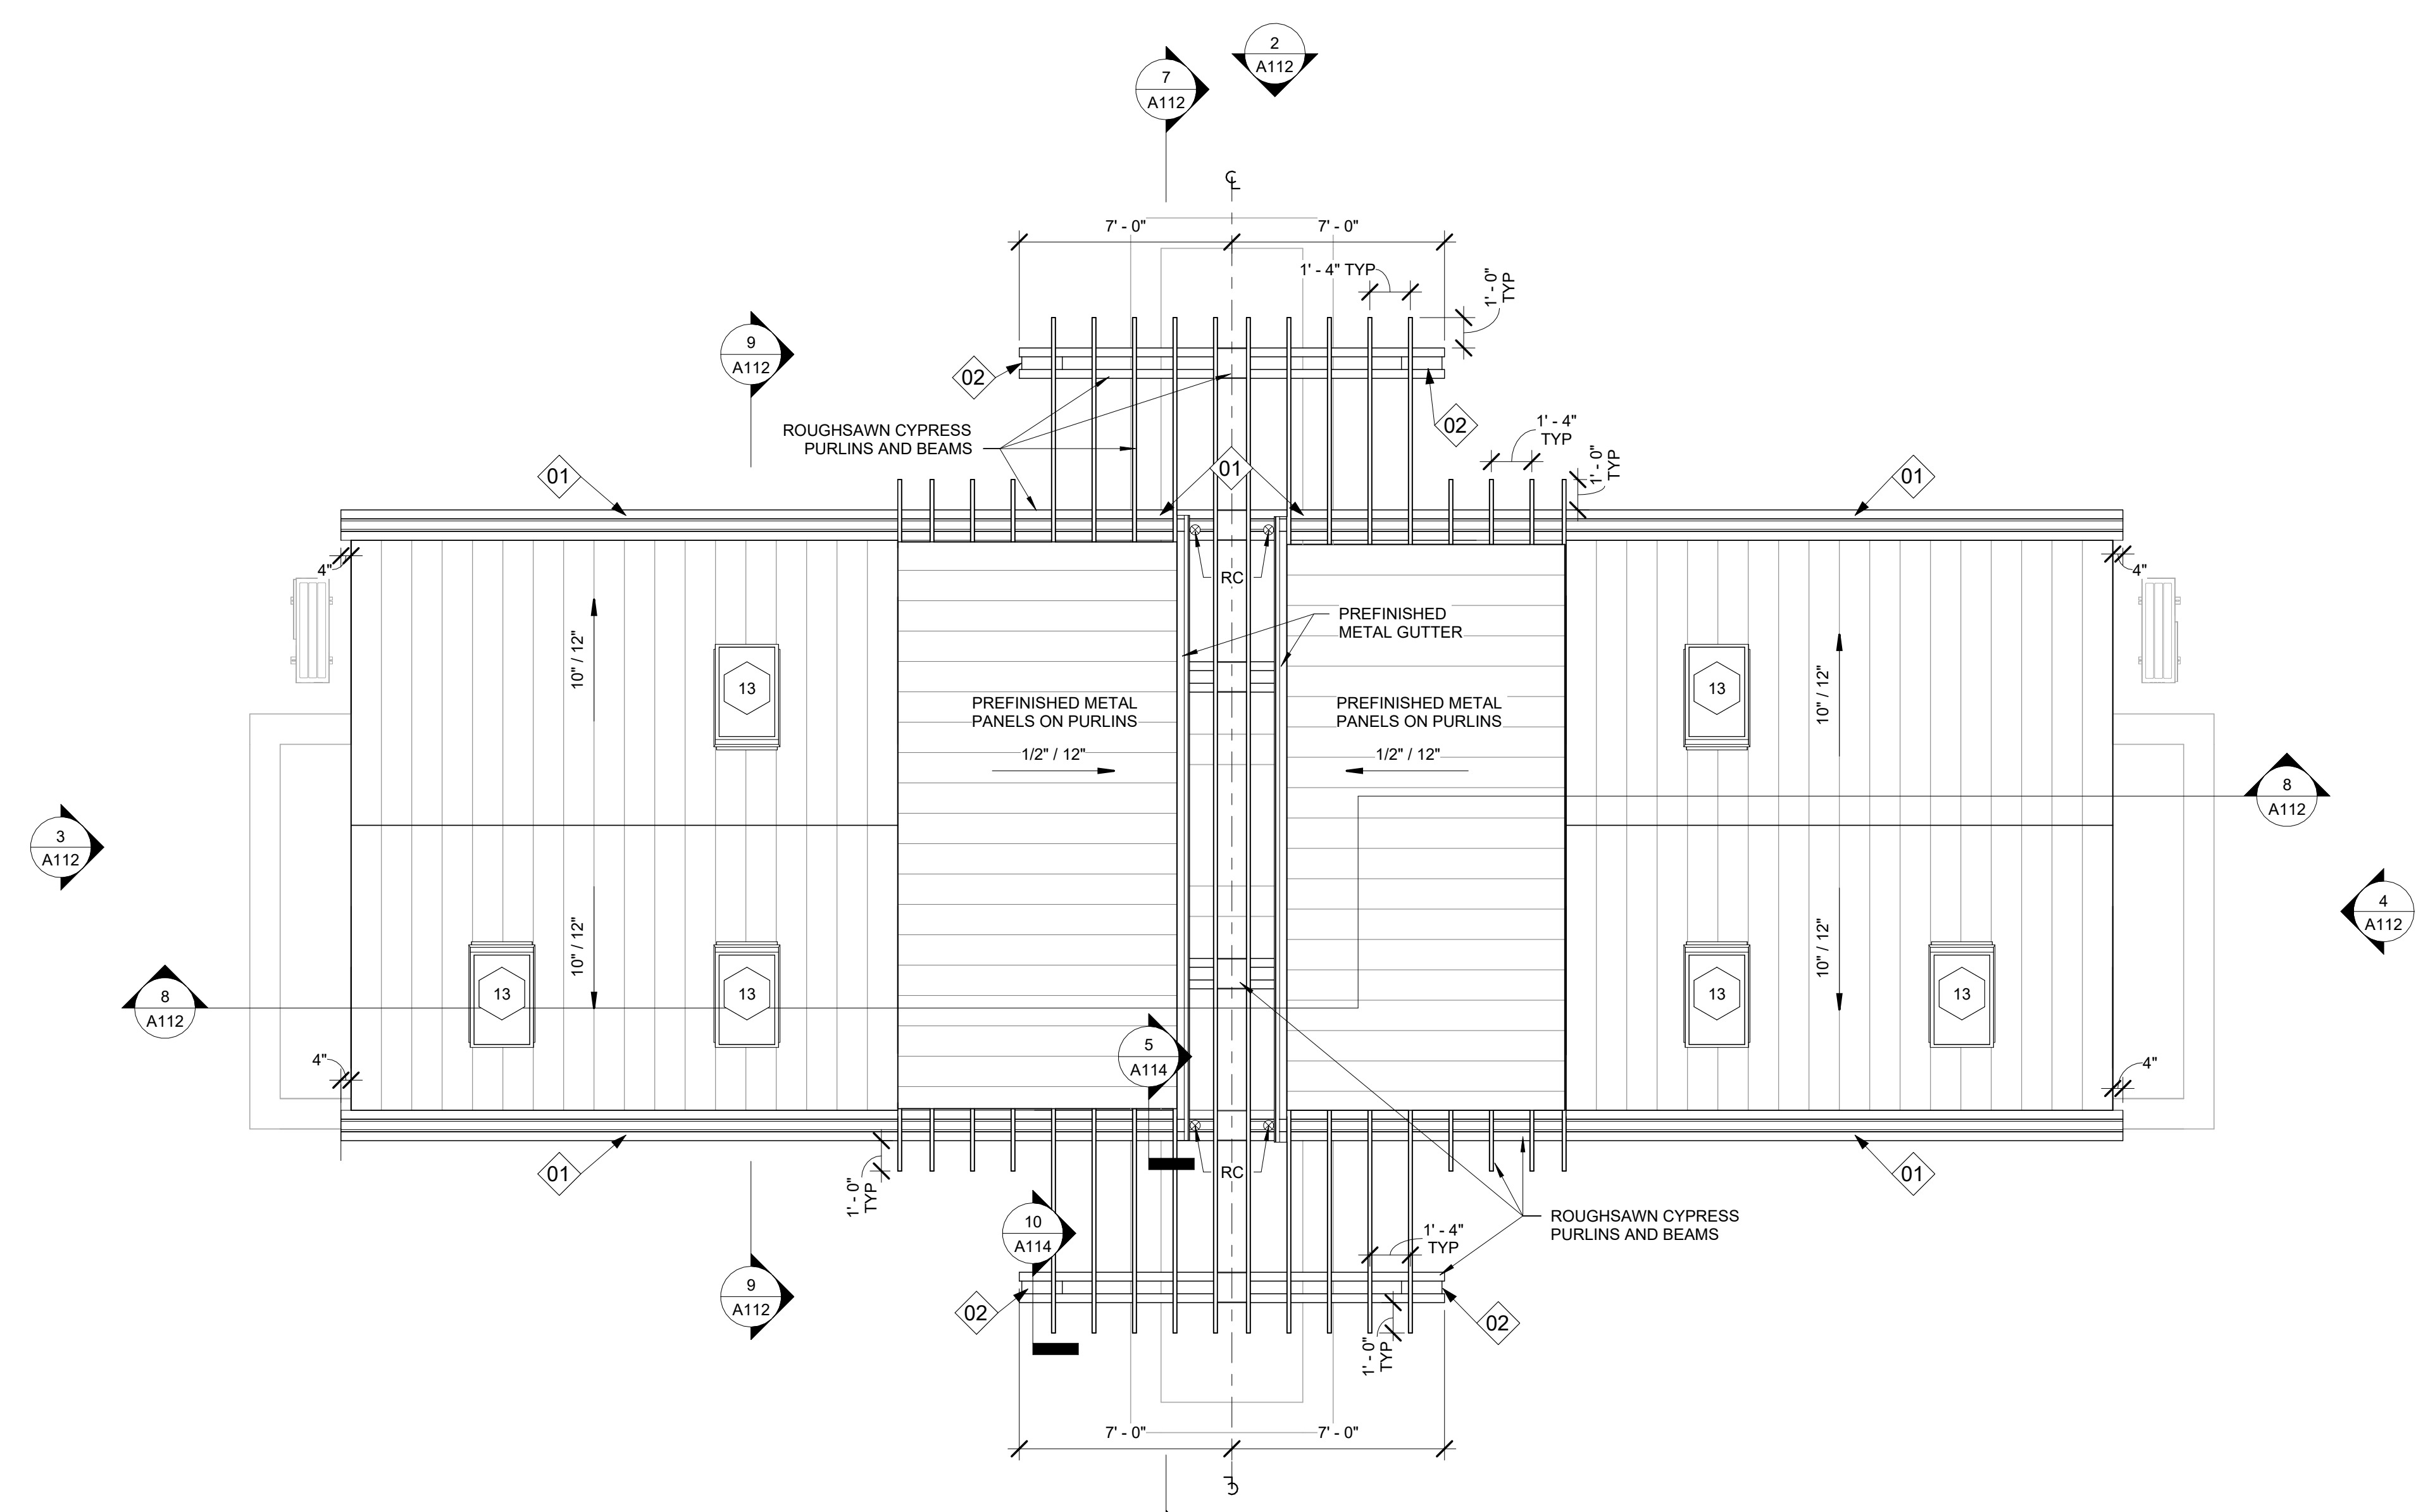 2
A112
7
A112
℄
7' - 0"
7' - 0"
1' - 4" TYP
1' - 0"
TYP
9
A112
02
02
ROUGHSAWN CYPRESS
PURLINS AND BEAMS
1' - 4"
TYP
1' - 0"
TYP
01
01
01
4"
4"
RC
PREFINISHED
METAL GUTTER
10" / 12"
10" / 12"
13
13
PREFINISHED METAL
PANELS ON PURLINS
PREFINISHED METAL
PANELS ON PURLINS
1/2" / 12"
1/2" / 12"
8
A112
3
A112
4
A112
10" / 12"
10" / 12"
13
13
13
13
8
A112
5
A114
4"
4"
01
RC
01
1' - 0"
TYP
10
A114
ROUGHSAWN CYPRESS
PURLINS AND BEAMS
1' - 4"
TYP
9
A112
02
02
1' - 0"
TYP
7' - 0"
7' - 0"
℄